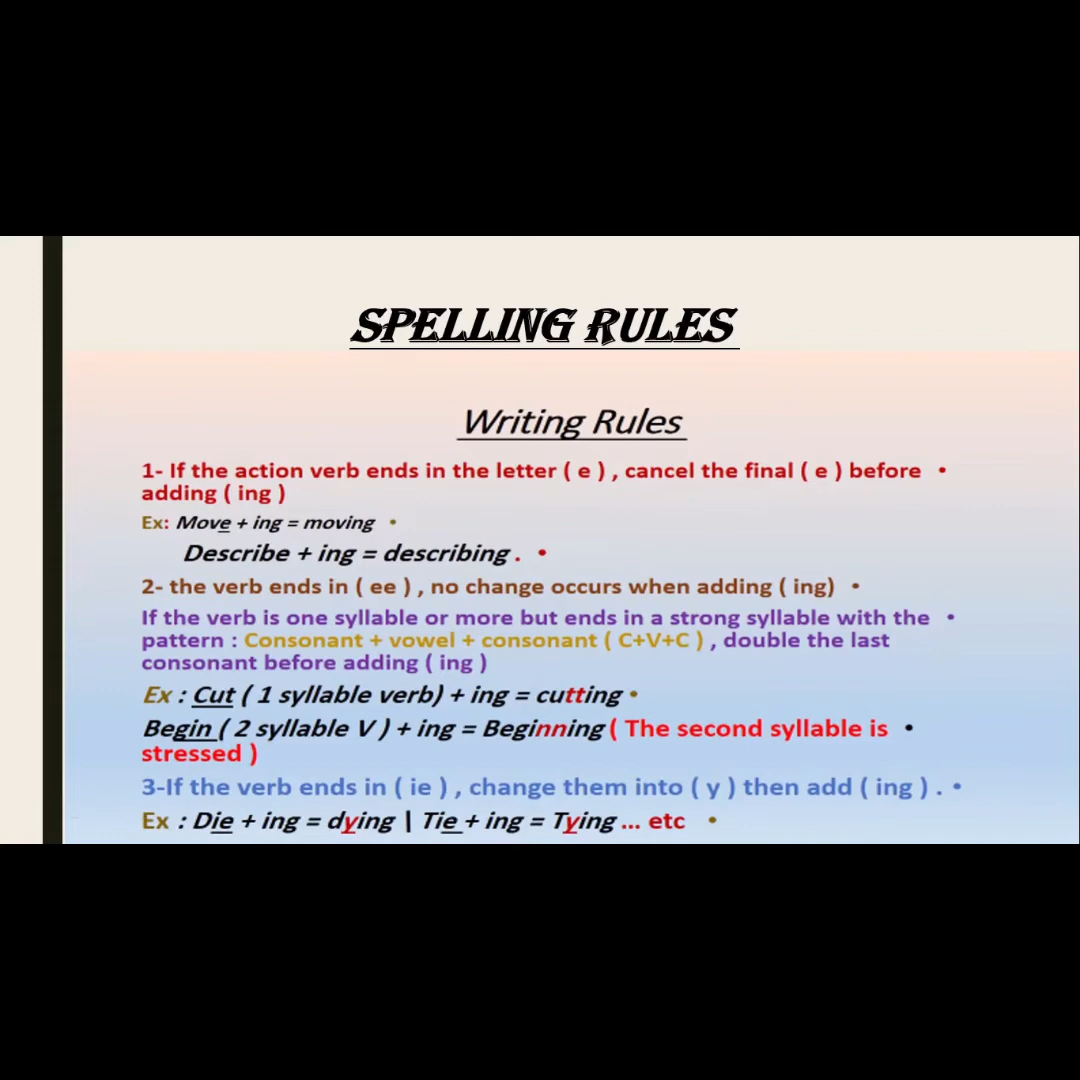 SPELLING RULES
Writing Rules
1- If the action verb ends in the letter ( e ) , cancel the final ( e ) before •
adding ( ing )
Ex: Move + ing = moving •
Describe + ing = describing . •
2- the verb ends in ( ee ) , no change occurs when adding ( ing) •
If the verb is one syllable or more but ends in a strong syllable with the •
pattern : Consonant + vowel + consonant ( C+V+C ) , double the last
consonant before adding ( ing )
Ex : Cut ( 1 syllable verb) + ing = cutting •
Begin ( 2 syllable V ) + ing = Beginning ( The second syllable is •
stressed )
3-If the verb ends in ( ie ) , change them into ( y ) then add ( ing ) . •
Ex : Die + ing = dying | Tie + ing = Tying ... etc •